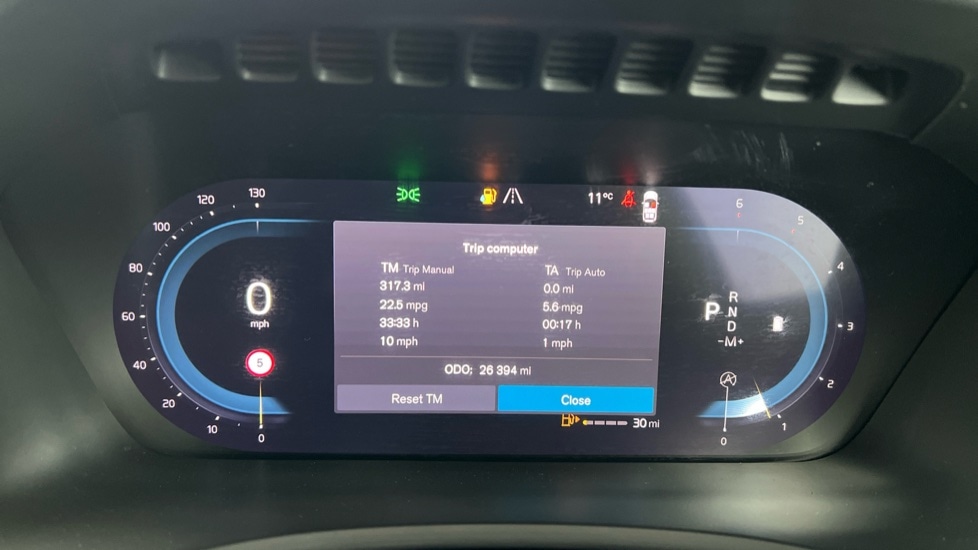 130
120
100
80
60
40
20
10
0
0
mph
5
11°C
Trip computer
TM Trip Manual
317.3 mi
22.5 mpg
33:33 h
10 mph
TA Trip Auto
0.0 mi
5.6 mpg
00:17 h
1 mph
ODO: 26 394 mi
Reset TM
Close
30 mi
P
R
N
D
-M+
A
6
5
4
3
2
1
0